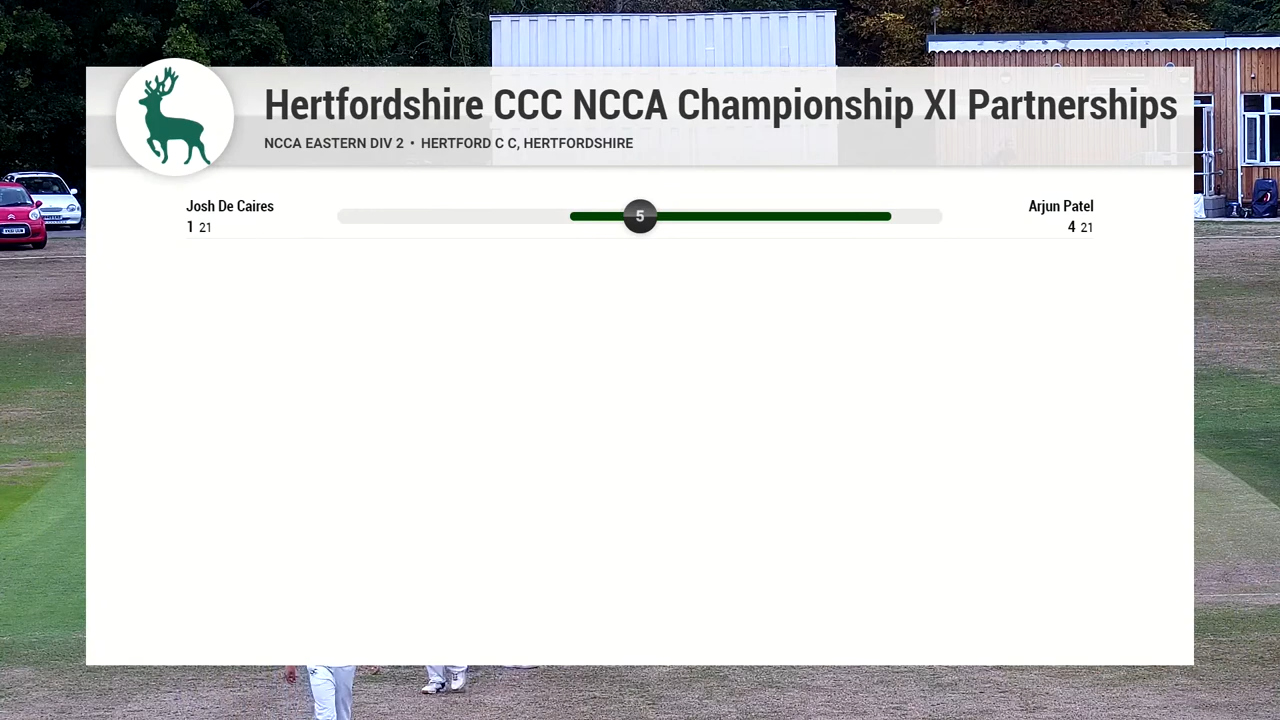 Hertfordshire CCC NCCA Championship XI Partnerships
NCCA EASTERN DIV 2 • HERTFORD C C, HERTFORDSHIRE
Josh De Caires
1 21
5
Arjun Patel
4 21